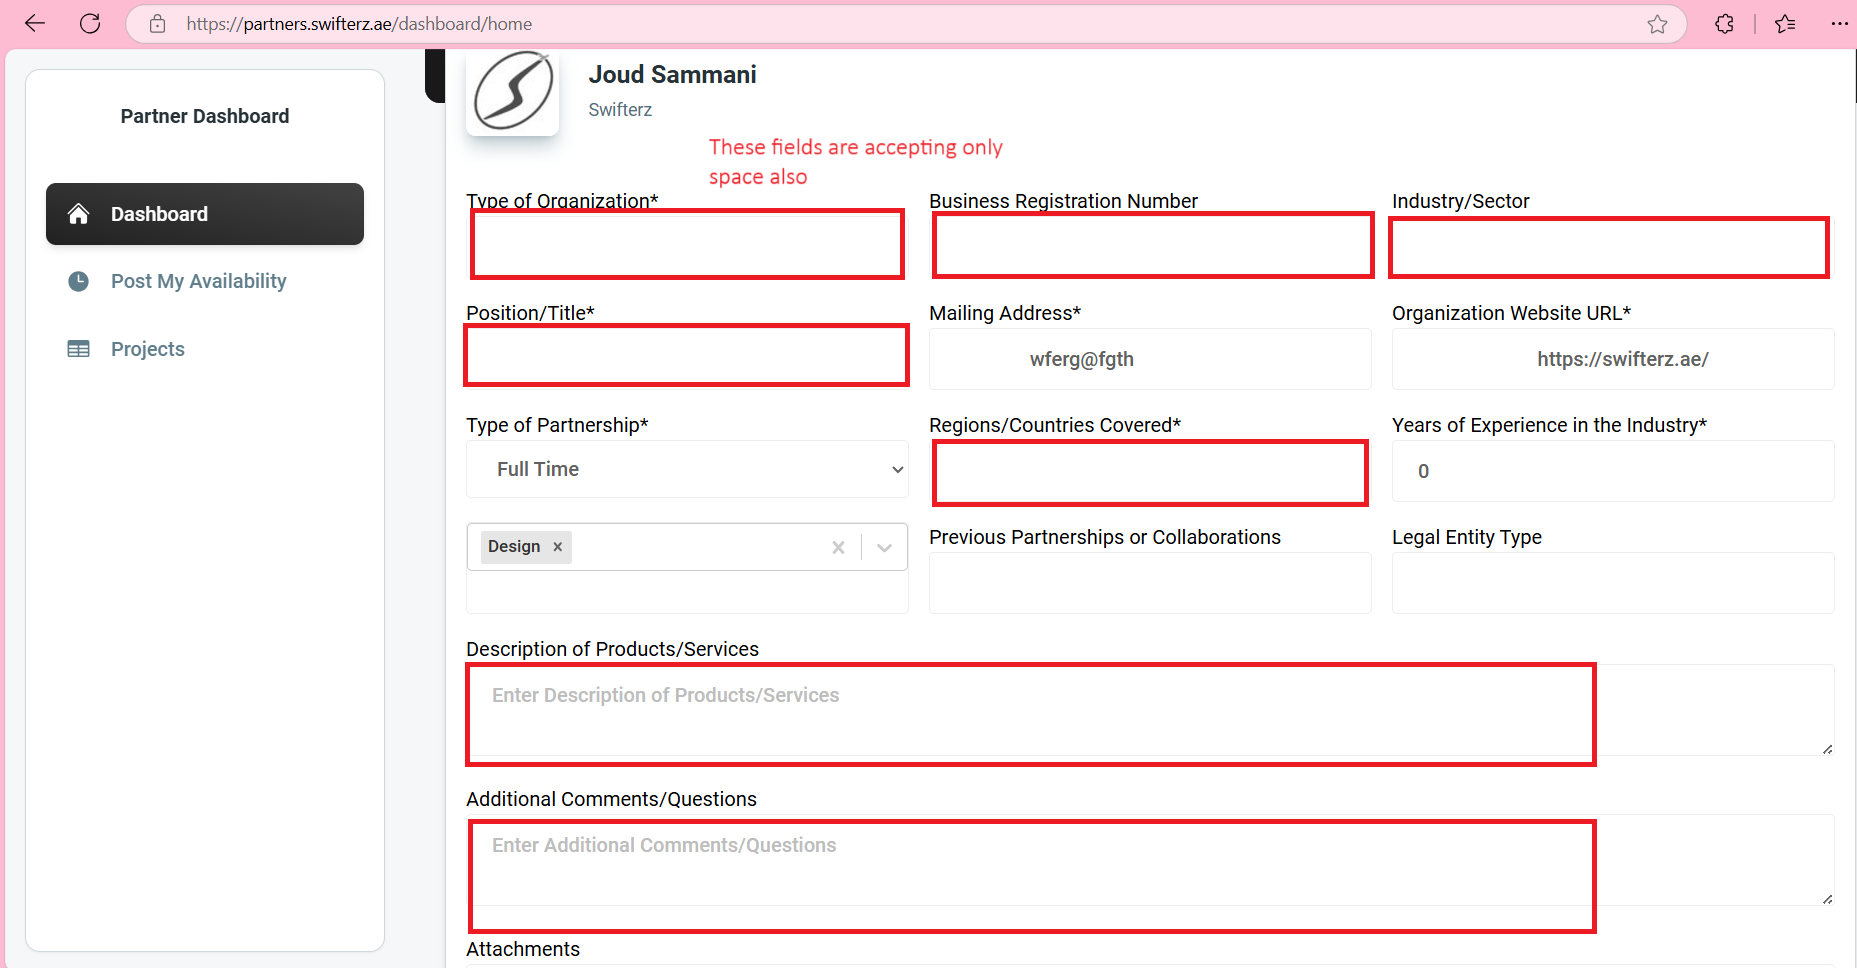 https://partners.swifterz.ae/dashboard/home
Partner Dashboard
Dashboard
Post My Availability
Projects
Joud Sammani
Swifterz
These fields are accepting only
space also
Type of Organization*
Business Registration Number
Industry/Sector
Position/Title*
Mailing Address*
Organization Website URL*
wferg@fgth
https://swifterz.ae/
Type of Partnership*
Regions/Countries Covered*
Years of Experience in the Industry*
Full Time
0
Design
Previous Partnerships or Collaborations
Legal Entity Type
Description of Products/Services
Enter Description of Products/Services
Additional Comments/Questions
Enter Additional Comments/Questions
Attachments